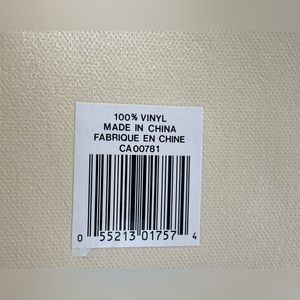 100% VINYL
MADE IN CHINA
FABRIQUE EN CHINE
CA00781
0 55213 01757 4